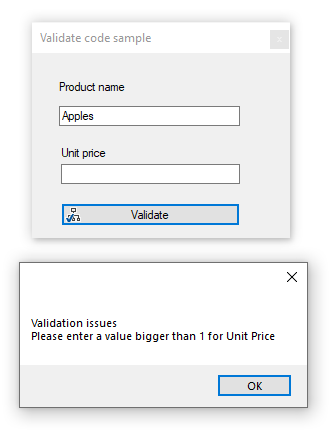 Validate code sample
Product name
Apples
Unit price
Validate
Validation issues
Please enter a value bigger than 1 for Unit Price
OK